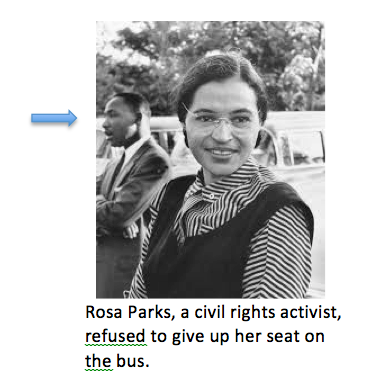 Rosa Parks, a civil rights activist,
refused to give up her seat on
the bus.